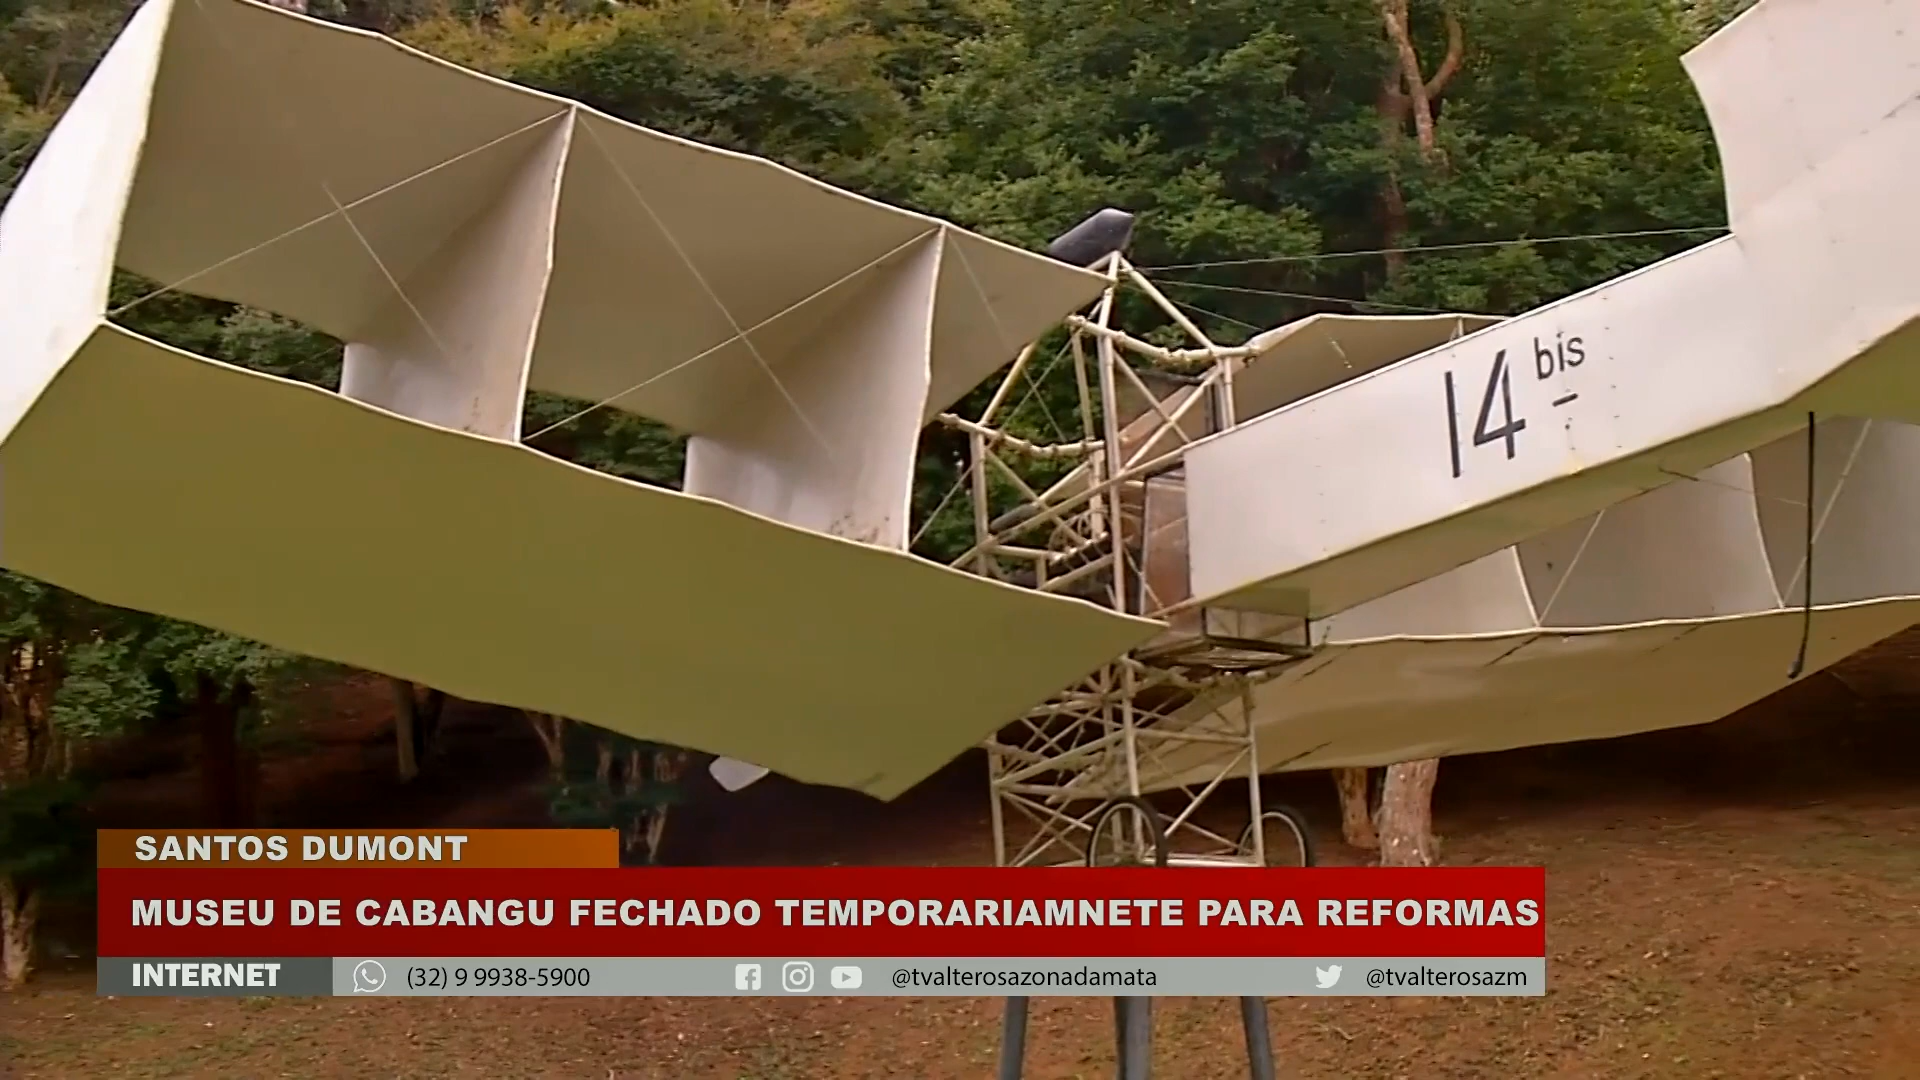 14 bis
SANTOS DUMONT
MUSEU DE CABANGU FECHADO TEMPORARIAMNETE PARA REFORMAS
INTERNET (32) 9 9938-5900 @tvalterosazonadamata @tvalterosazm